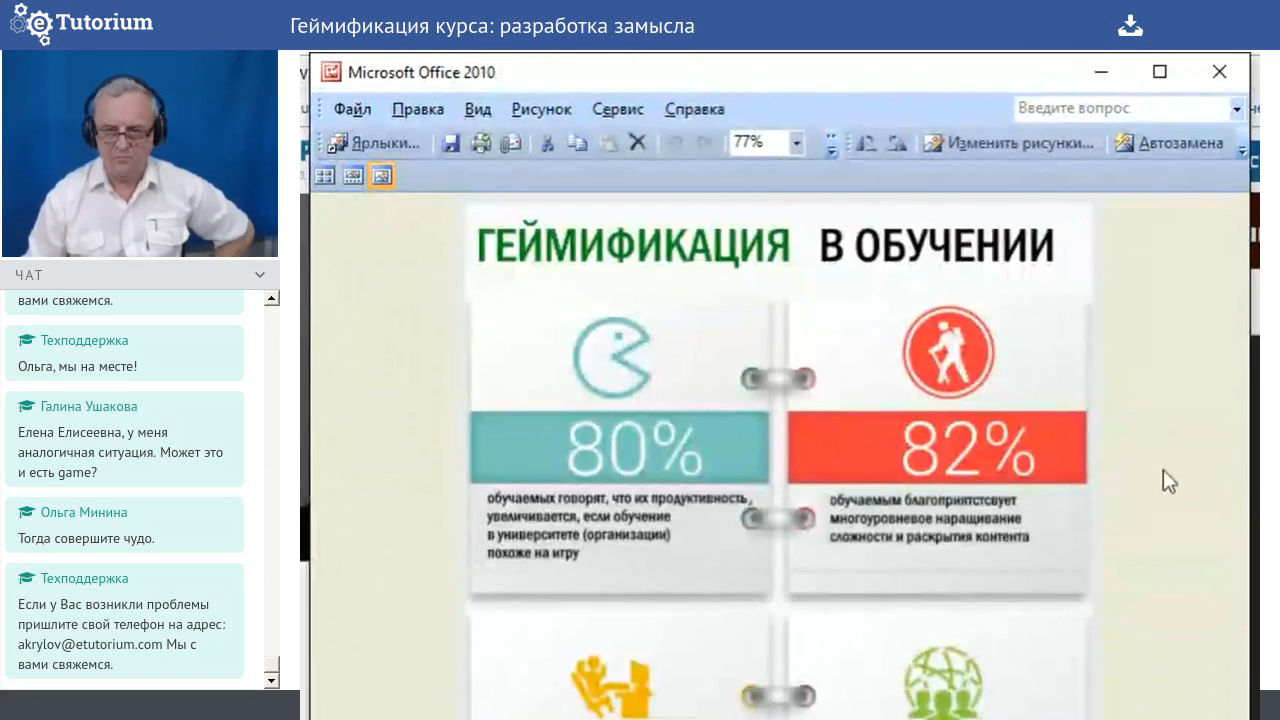 eTutorium
Геймификация курса: разработка замысла
Microsoft Office 2010
Файл Правка Вид Рисунок Сервис Справка
Введите вопрос
Ярлыки...
77%
Изменить рисунки...
Автозамена
ГЕЙМИФИКАЦИЯ В ОБУЧЕНИИ
80%
обучаемых говорят, что их продуктивность
увеличивается, если обучение
в университете (организации)
похоже на игру
82%
обучаемым благоприятстсвует
многоуровневое наращивание
сложности и раскрытия контента
ЧАТ
вами свяжемся.
Техподдержка
Ольга, мы на месте!
Галина Ушакова
Елена Елисеевна, у меня
аналогичная ситуация. Может это
и есть game?
Ольга Минина
Тогда совершите чудо.
Техподдержка
Если у Вас возникли проблемы
пришлите свой телефон на адрес:
akrylov@etutorium.com Мы с
вами свяжемся.